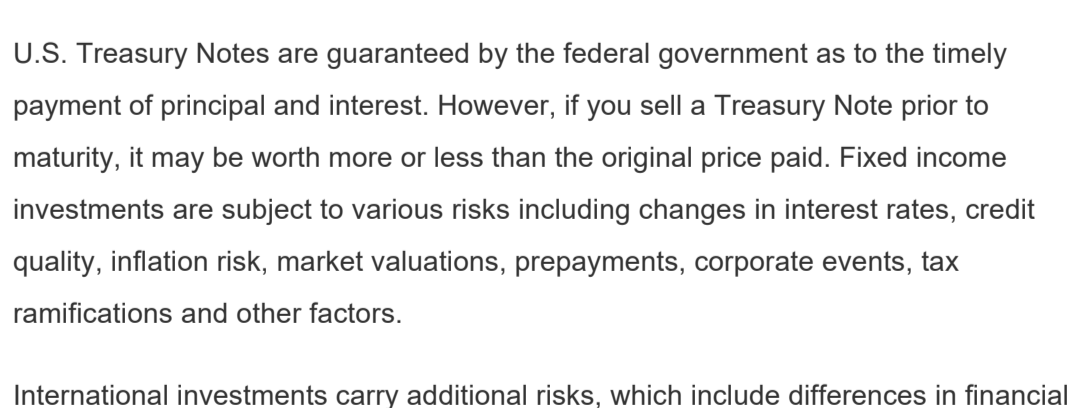 U.S. Treasury Notes are guaranteed by the federal government as to the timely
payment of principal and interest. However, if you sell a Treasury Note prior to
maturity, it may be worth more or less than the original price paid. Fixed income
investments are subject to various risks including changes in interest rates, credit
quality, inflation risk, market valuations, prepayments, corporate events, tax
ramifications and other factors.
International investments carry additional risks, which include differences in financial